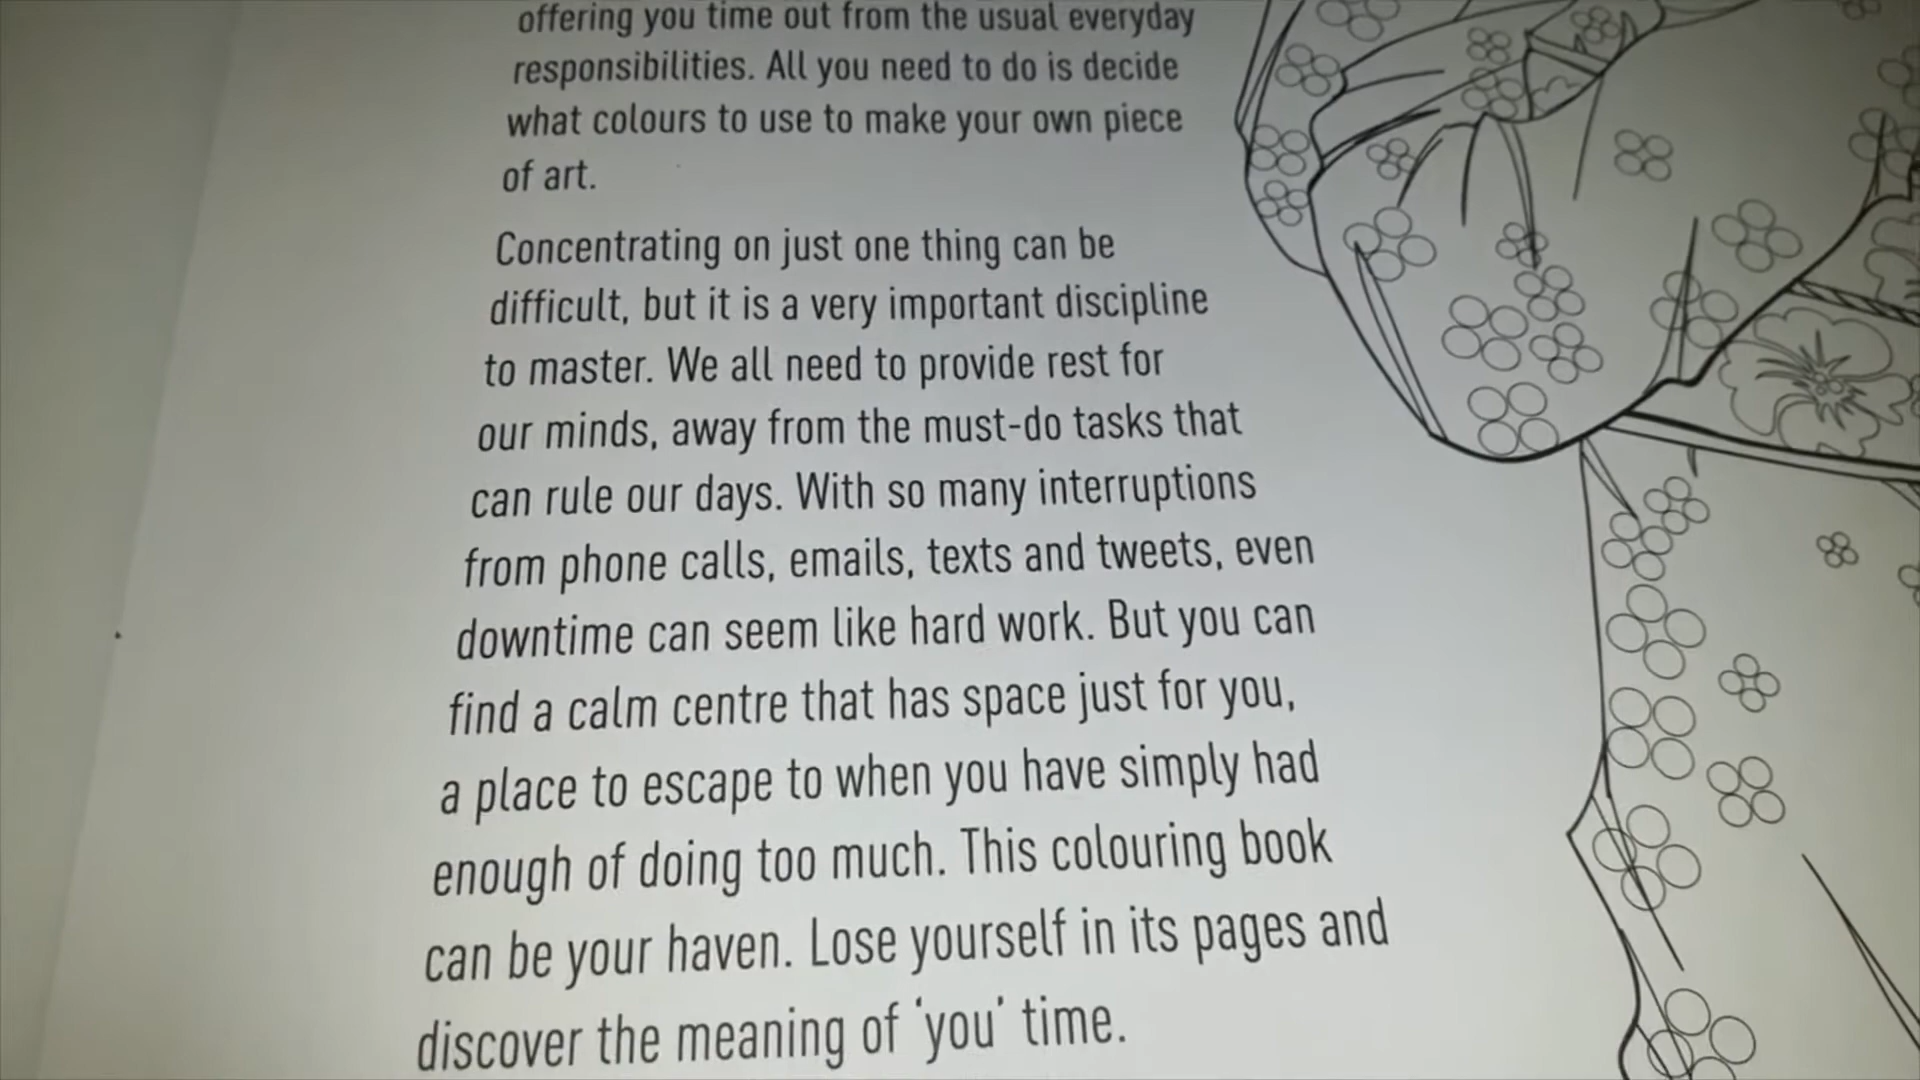 offering you time out from the usual everyday
responsibilities. All you need to do is decide
what colours to use to make your own piece
of art.
Concentrating on just one thing can be
difficult, but it is a very important discipline
to master. We all need to provide rest for
our minds, away from the must-do tasks that
can rule our days. With so many interruptions
from phone calls, emails, texts and tweets, even
downtime can seem like hard work. But you can
find a calm centre that has space just for you,
a place to escape to when you have simply had
enough of doing too much. This colouring book
can be your haven. Lose yourself in its pages and
discover the meaning of ‘you’ time.